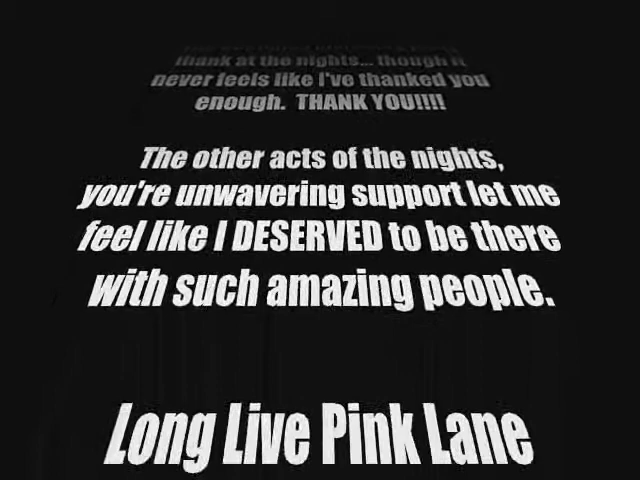 thank at the nights... though it
never feels like I've thanked you
enough. THANK YOU!!!!
The other acts of the nights,
you're unwavering support let me
feel like I DESERVED to be there
with such amazing people.
Long Live Pink Lane